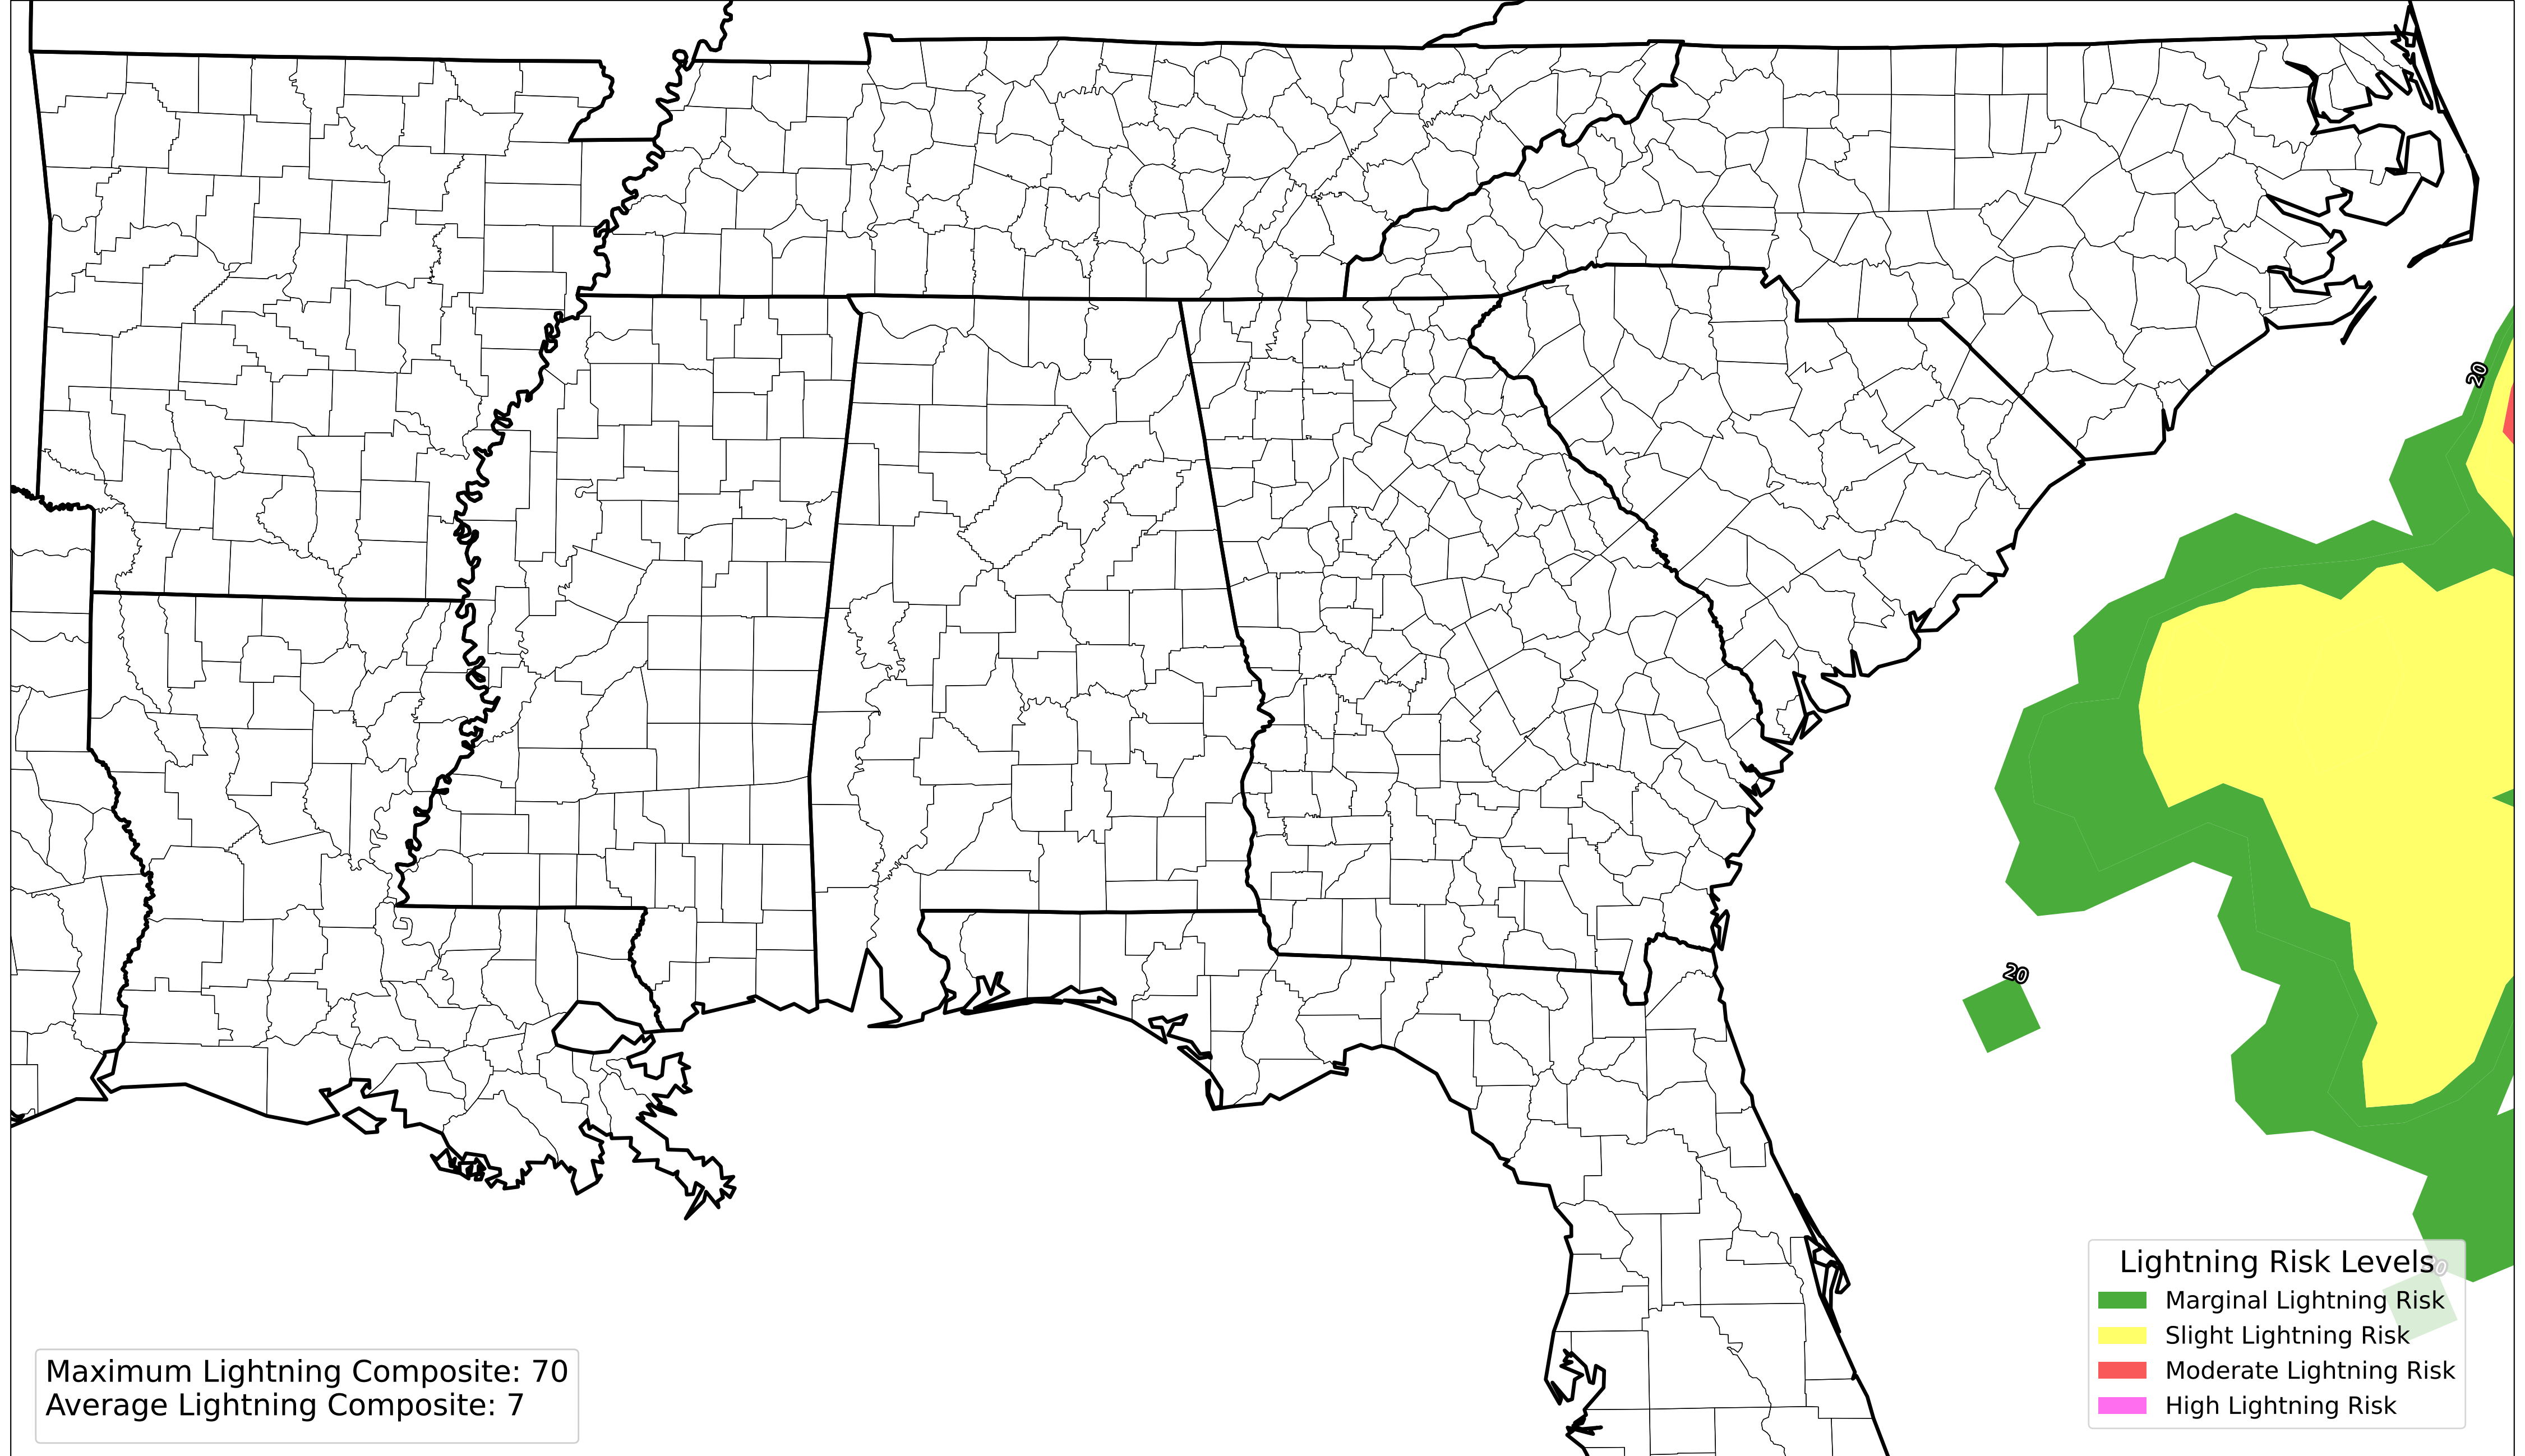 20
20
Lightning Risk Levels
Marginal Lightning Risk
Slight Lightning Risk
Moderate Lightning Risk
High Lightning Risk
Maximum Lightning Composite: 70
Average Lightning Composite: 7